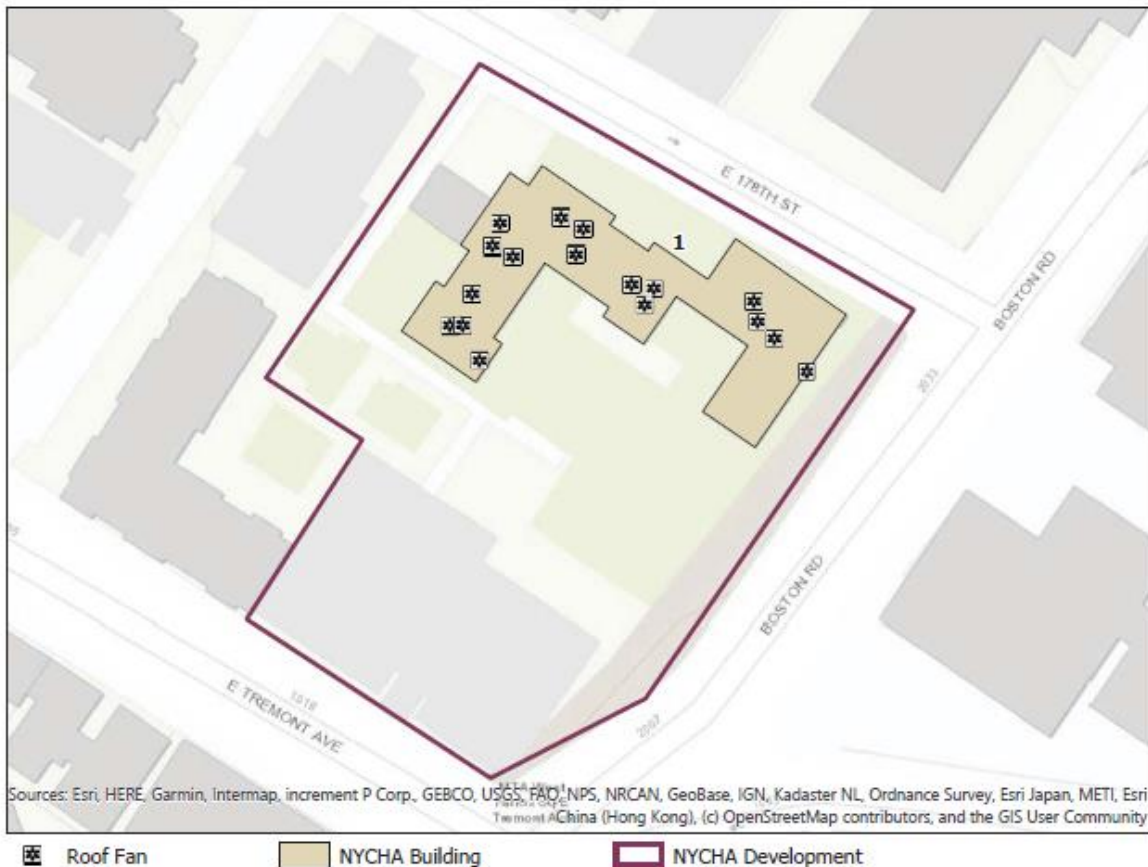 E 178TH ST
1
BOSTON RD
2033
BOSTON RD
E TREMONT AVE
1018
2007
Sources: Esri, HERE, Garmin, Intermap, increment P Corp., GEBCO, USGS, FAO, NPS, NRCAN, GeoBase, IGN, Kadaster NL, Ordnance Survey, Esri Japan, METI, Esri
China (Hong Kong), (c) OpenStreetMap contributors, and the GIS User Community
Roof Fan NYCHA Building NYCHA Development